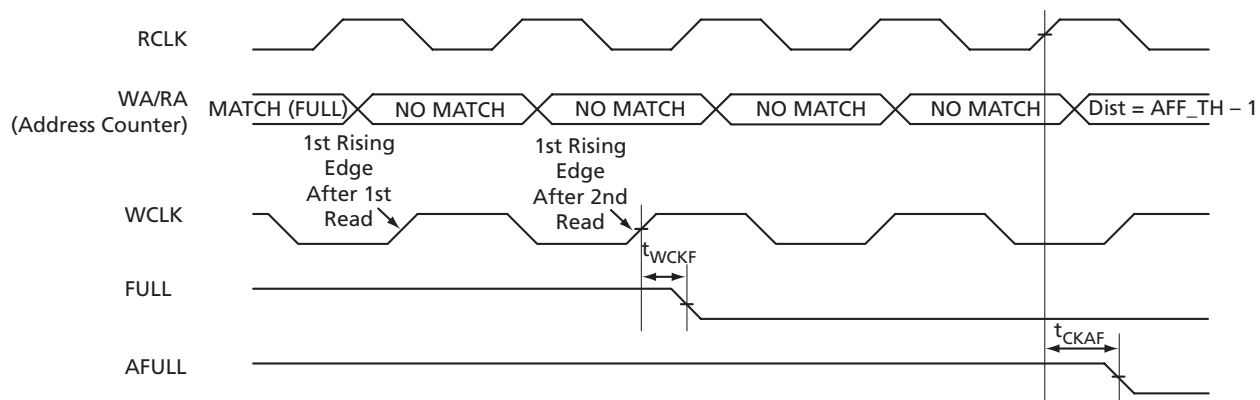 RCLK
WA/RA
(Address Counter)
MATCH (FULL)
NO MATCH
NO MATCH
NO MATCH
NO MATCH
Dist = AFF_TH – 1
1st Rising
Edge
After 1st
Read
1st Rising
Edge
After 2nd
Read
WCLK
tWCKF
FULL
tCKAF
AFULL